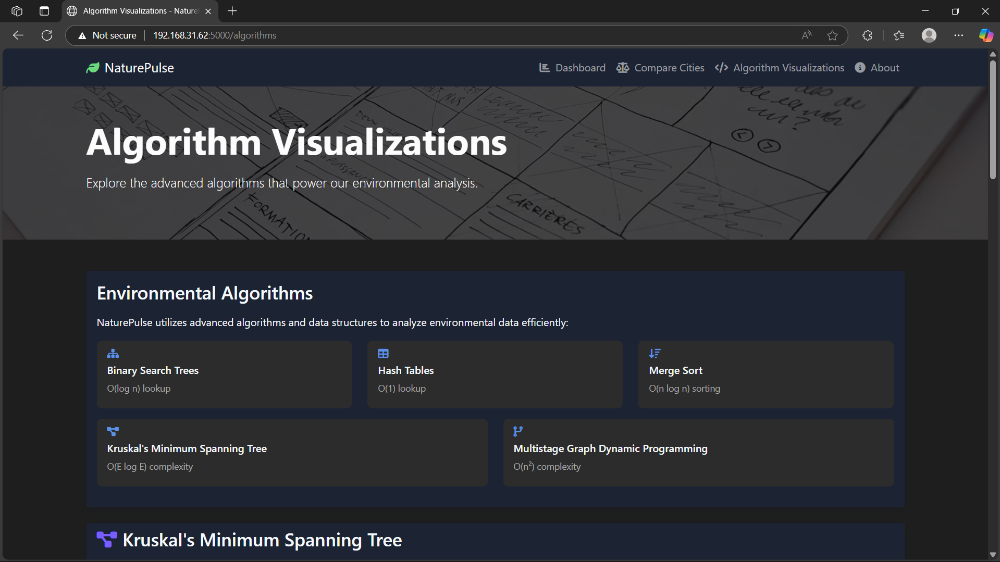 Algorithm Visualizations - Nature
Not secure
192.168.31.62:5000/algorithms
NaturePulse
Dashboard Compare Cities Algorithm Visualizations About
Algorithm Visualizations
Explore the advanced algorithms that power our environmental analysis.
FORMATION
CARRIÈRES
Environmental Algorithms
NaturePulse utilizes advanced algorithms and data structures to analyze environmental data efficiently:
Binary Search Trees
O(log n) lookup
Hash Tables
O(1) lookup
Merge Sort
O(n log n) sorting
Kruskal's Minimum Spanning Tree
O(E log E) complexity
Multistage Graph Dynamic Programming
O(n²) complexity
Kruskal's Minimum Spanning Tree